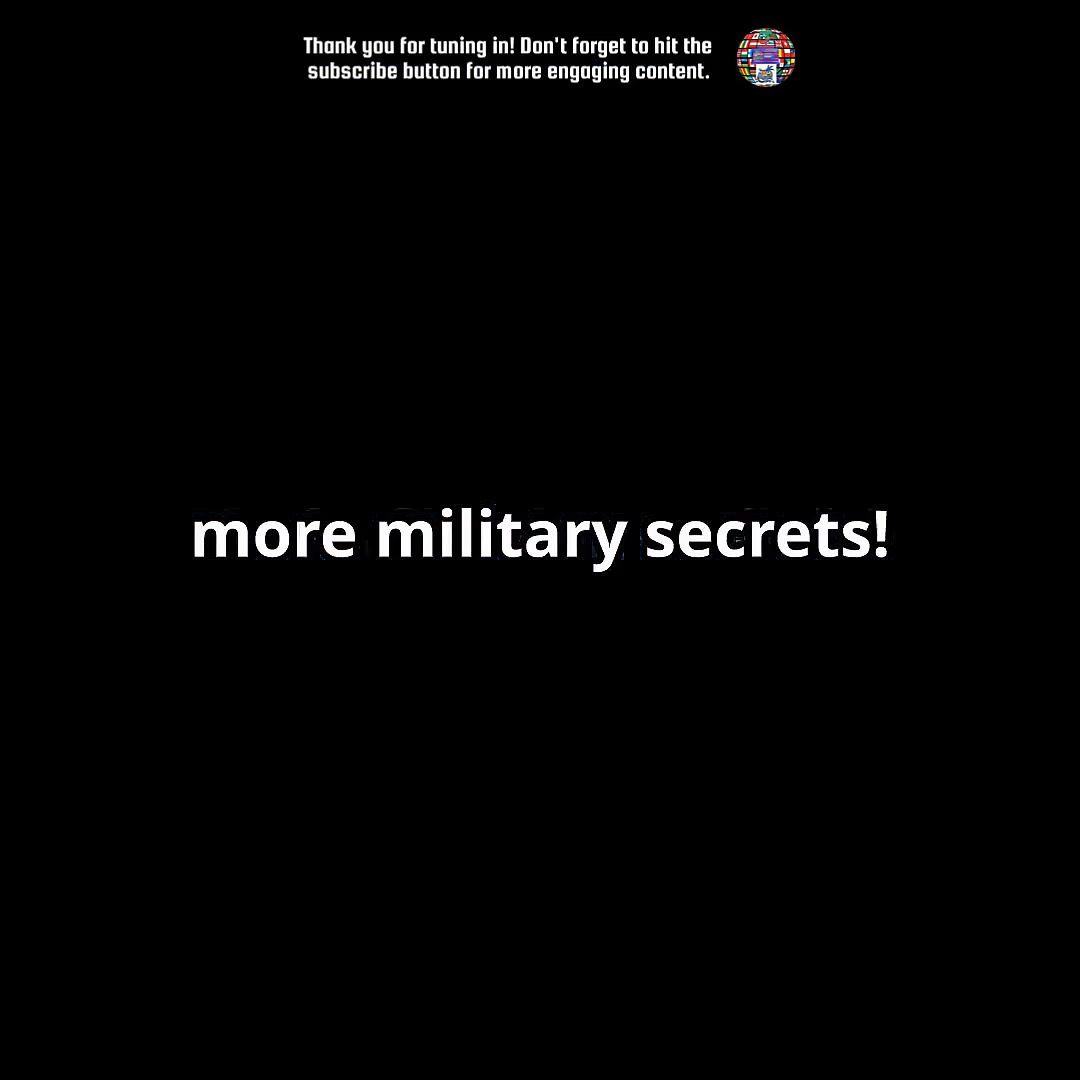 Thank you for tuning in! Don't forget to hit the
subscribe button for more engaging content.
more military secrets!